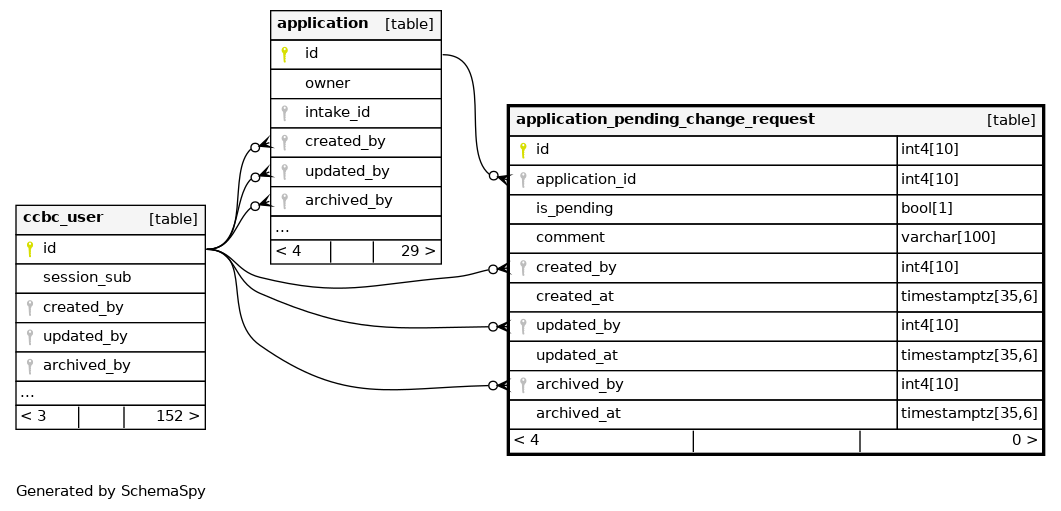 application [table]
id
owner
intake_id
created_by
updated_by
archived_by
...
< 4 29 >
application_pending_change_request [table]
id int4[10]
application_id int4[10]
is_pending bool[1]
comment varchar[100]
created_by int4[10]
created_at timestamptz[35,6]
updated_by int4[10]
updated_at timestamptz[35,6]
archived_by int4[10]
archived_at timestamptz[35,6]
< 4 0 >
ccbc_user [table]
id
session_sub
created_by
updated_by
archived_by
...
< 3 152 >
Generated by SchemaSpy